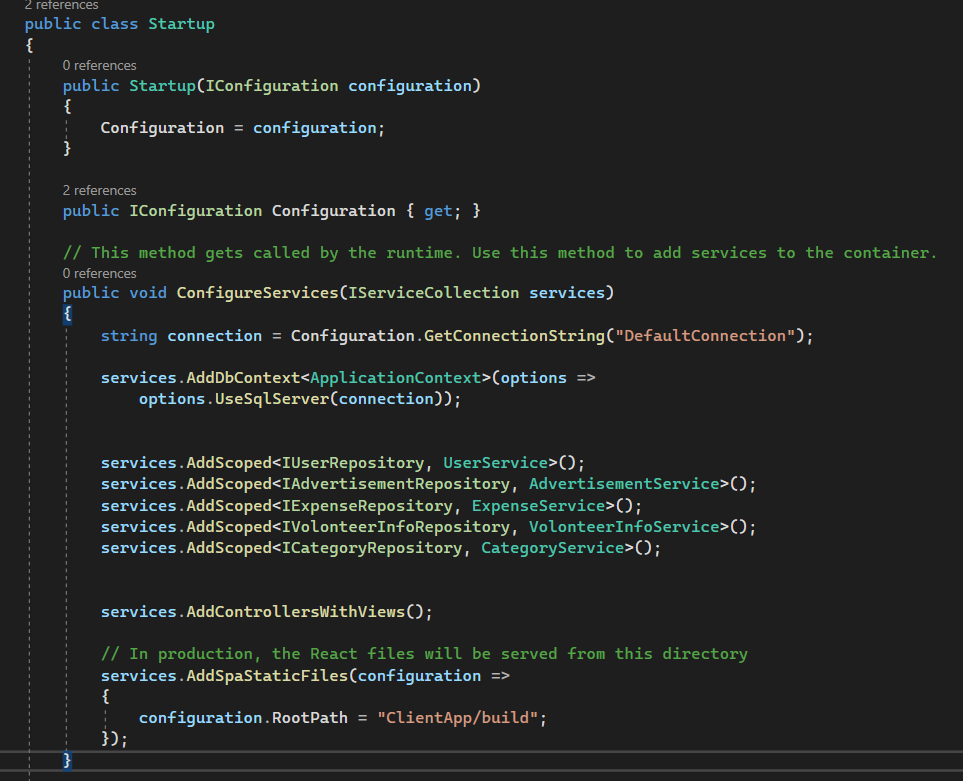 2 references
public class Startup
{
0 references
public Startup(IConfiguration configuration)
{
Configuration = configuration;
}
2 references
public IConfiguration Configuration { get; }
// This method gets called by the runtime. Use this method to add services to the container.
0 references
public void ConfigureServices(IServiceCollection services)
{
string connection = Configuration.GetConnectionString("DefaultConnection");
services.AddDbContext<ApplicationContext>(options =>
options.UseSqlServer(connection));
services.AddScoped<IUserRepository, UserService>();
services.AddScoped<IAdvertisementRepository, AdvertisementService>();
services.AddScoped<IExpenseRepository, ExpenseService>();
services.AddScoped<IVolonteerInfoRepository, VolonteerInfoService>();
services.AddScoped<ICategoryRepository, CategoryService>();
services.AddControllersWithViews();
// In production, the React files will be served from this directory
services.AddSpaStaticFiles(configuration =>
{
configuration.RootPath = "ClientApp/build";
});
}